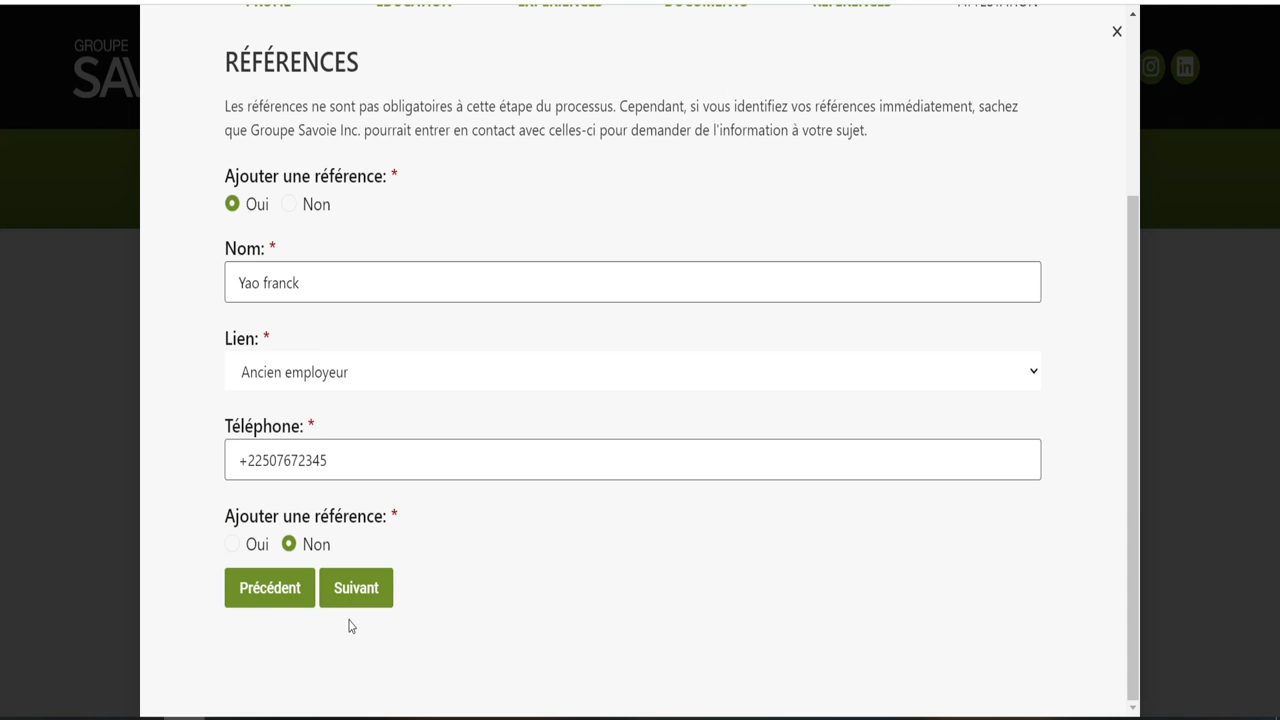 GROUPE
SAV
RÉFÉRENCES
Les références ne sont pas obligatoires à cette étape du processus. Cependant, si vous identifiez vos références immédiatement, sachez
que Groupe Savoie Inc. pourrait entrer en contact avec celles-ci pour demander de l'information à votre sujet.
Ajouter une référence: *
Oui Non
Nom: *
Yao franck
Lien: *
Ancien employeur
Téléphone: *
+22507672345
Ajouter une référence: *
Oui Non
Précédent Suivant